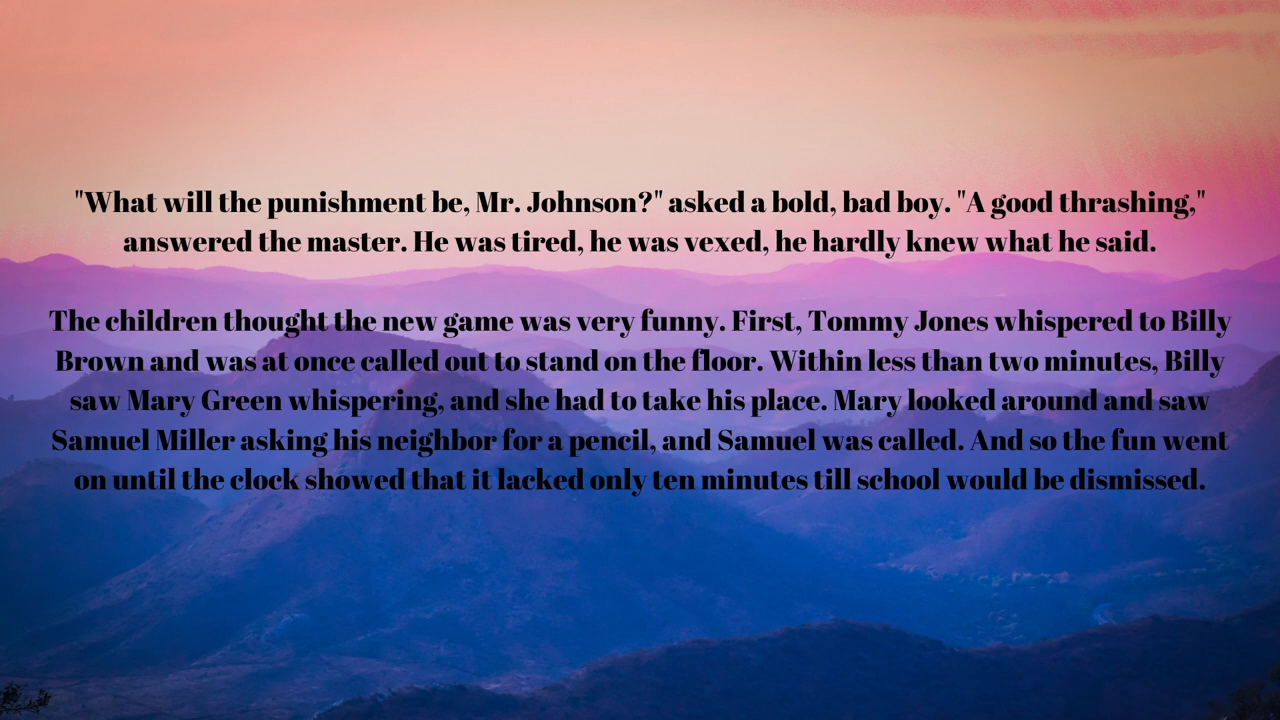 "What will the punishment be, Mr. Johnson?" asked a bold, bad boy. "A good thrashing,"
answered the master. He was tired, he was vexed, he hardly knew what he said.
The children thought the new game was very funny. First, Tommy Jones whispered to Billy
Brown and was at once called out to stand on the floor. Within less than two minutes, Billy
saw Mary Green whispering, and she had to take his place. Mary looked around and saw
Samuel Miller asking his neighbor for a pencil, and Samuel was called. And so the fun went
on until the clock showed that it lacked only ten minutes till school would be dismissed.